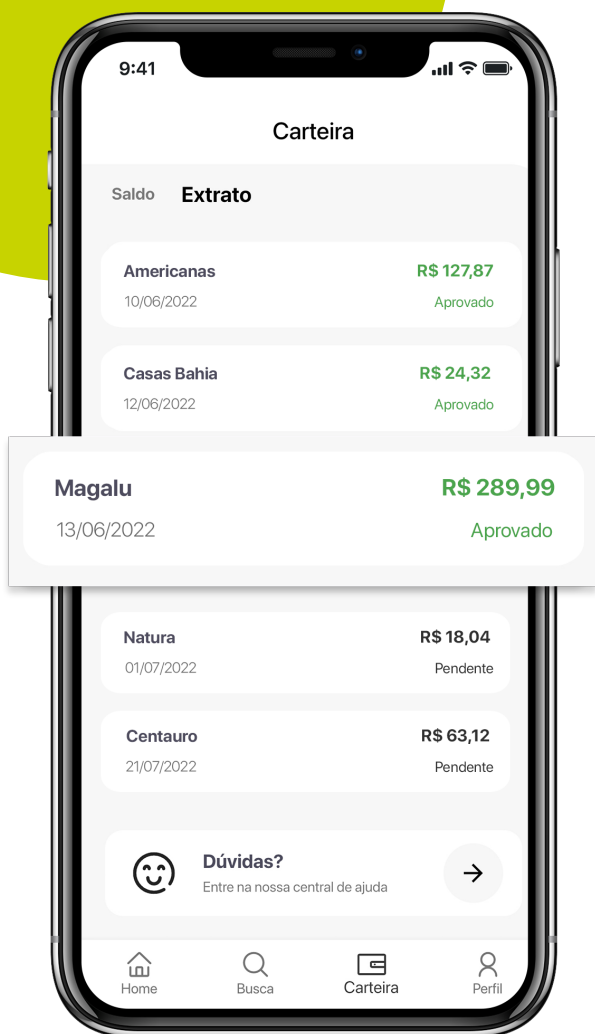 9:41
Carteira
Saldo Extrato
Americanas R$ 127,87
10/06/2022 Aprovado
Casas Bahia R$ 24,32
12/06/2022 Aprovado
Magalu R$ 289,99
13/06/2022 Aprovado
Natura R$ 18,04
01/07/2022 Pendente
Centauro R$ 63,12
21/07/2022 Pendente
Dúvidas?
Entre na nossa central de ajuda
Home Busca Carteira Perfil